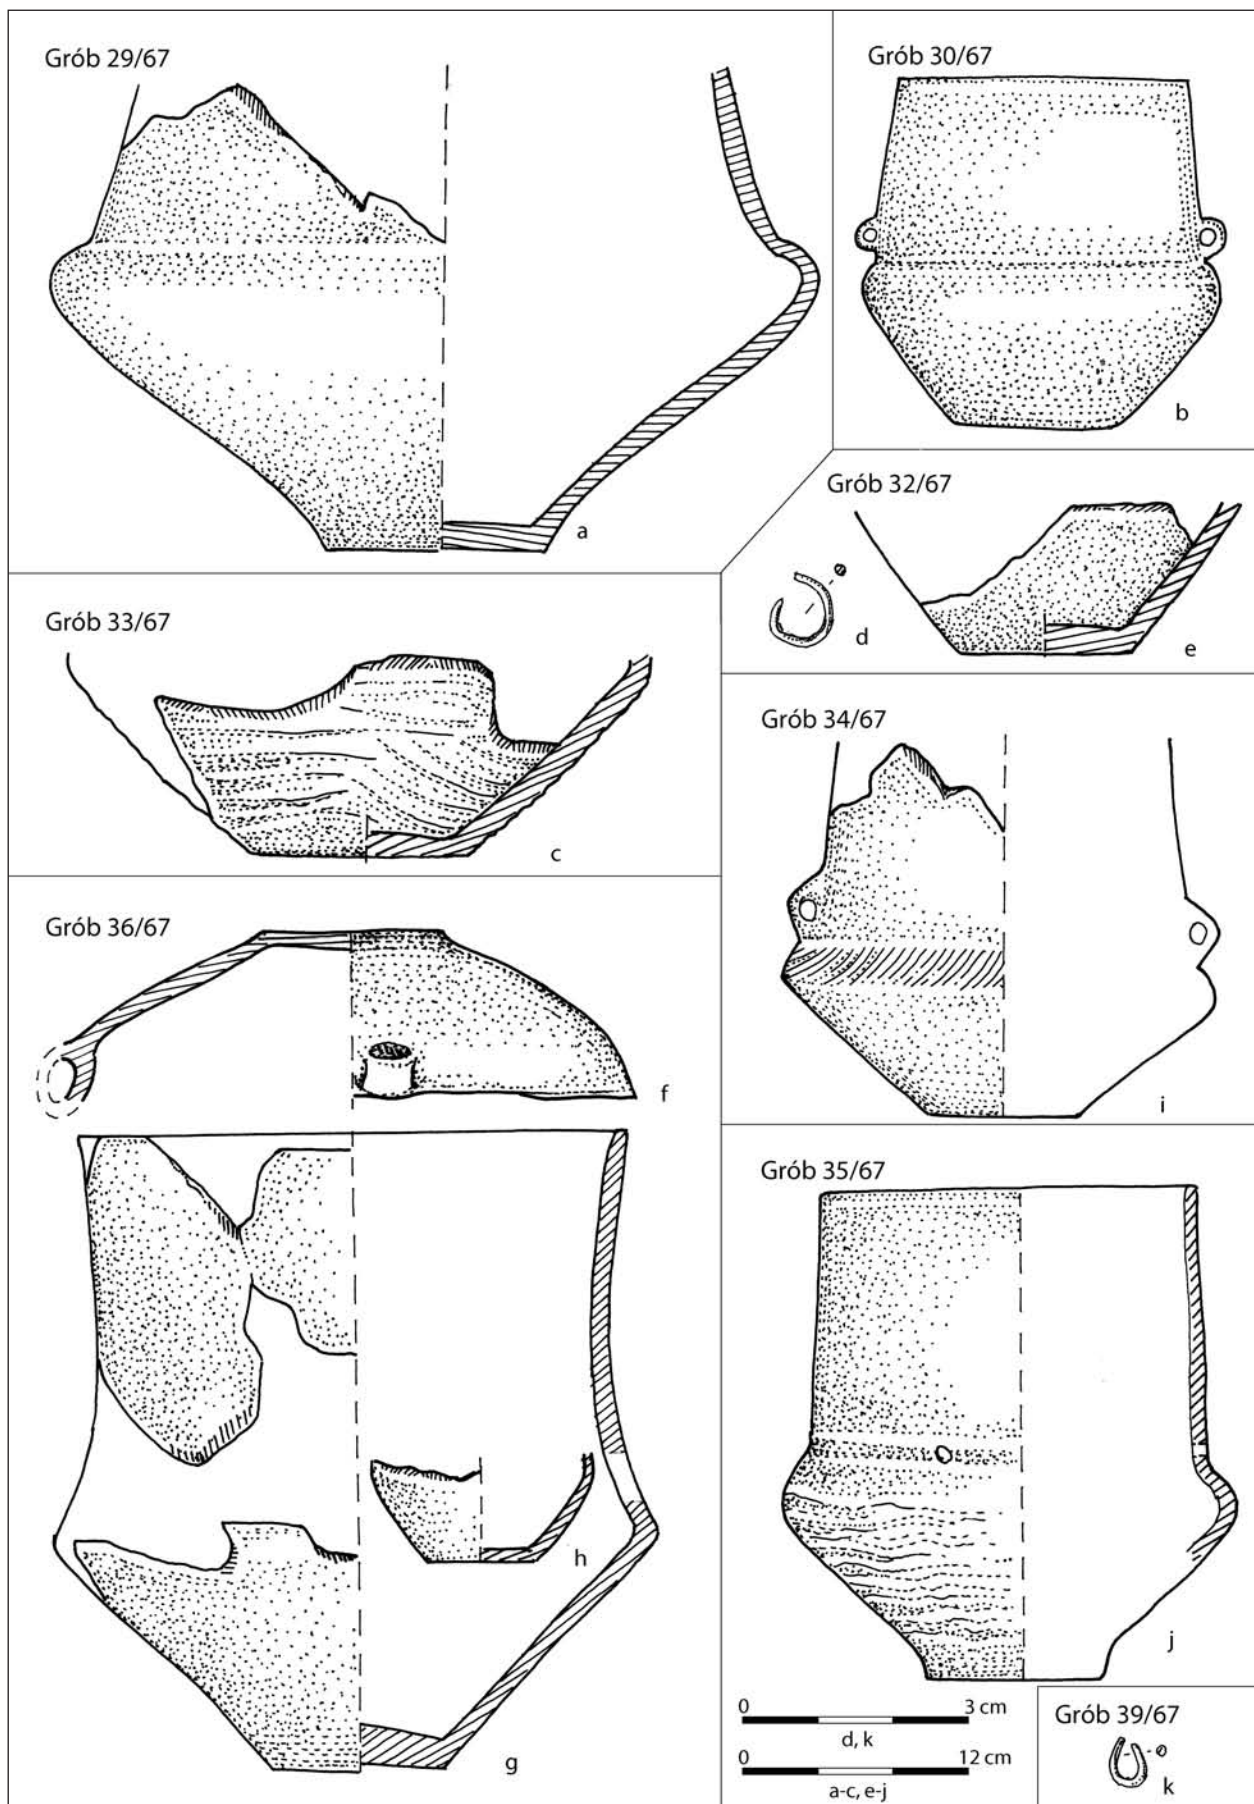 Grób 29/67
a
Grób 30/67
b
Grób 32/67
d
e
Grób 33/67
c
Grób 34/67
i
Grób 36/67
f
h
g
Grób 35/67
j
0 3 cm
d, k
0 12 cm
a-c, e-j
Grób 39/67
k